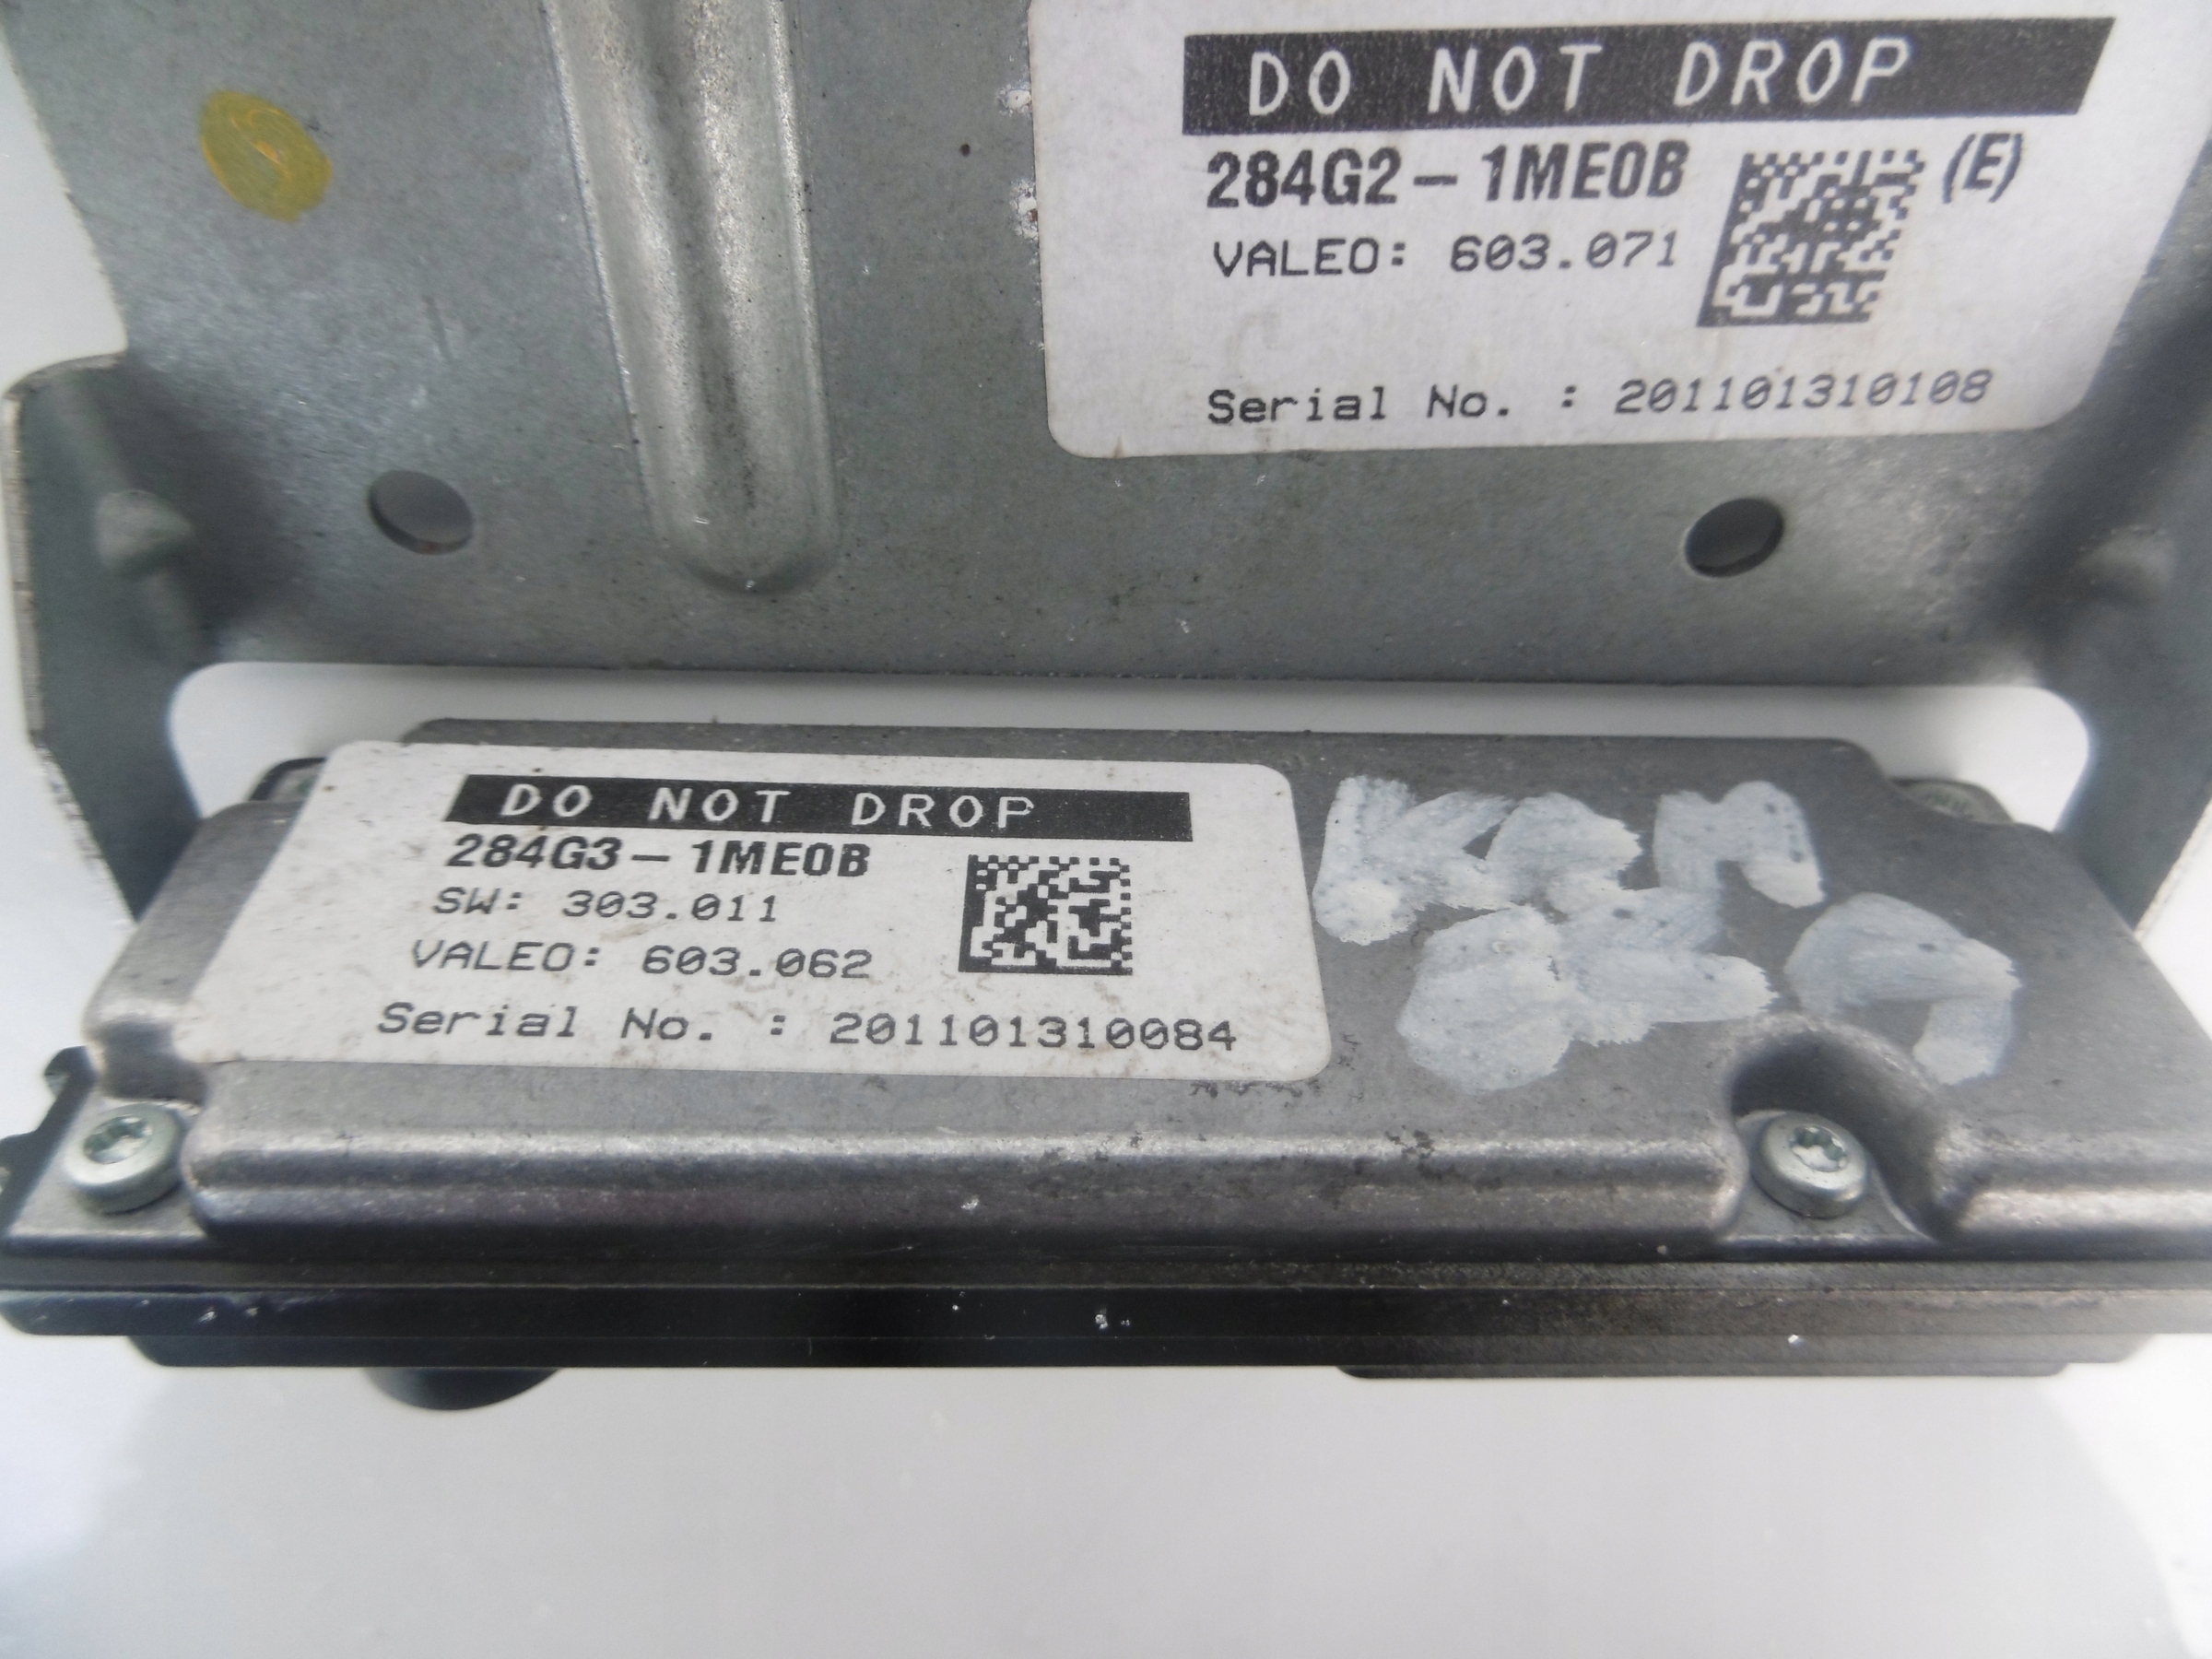 DO NOT DROP
284G2-1ME0B (E)
VALEO: 603.071
Serial No. : 201101310108
DO NOT DROP
284G3-1ME0B
SW: 303.011
VALEO: 603.062
Serial No. : 201101310084